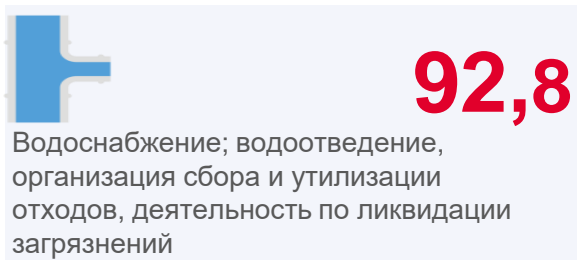 92,8
Водоснабжение; водоотведение,
организация сбора и утилизации
отходов, деятельность по ликвидации
загрязнений